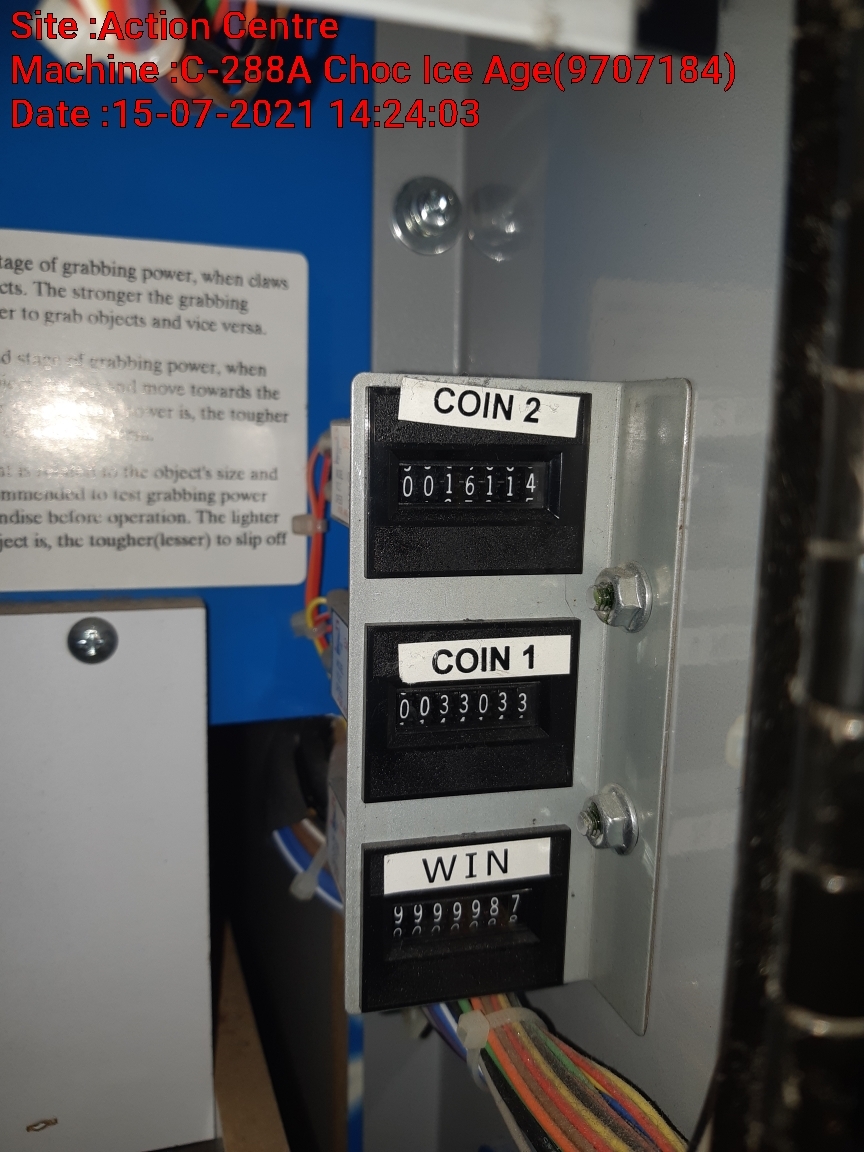 Site :Action Centre
Machine :C-288A Choc Ice Age(9707184)
Date :15-07-2021 14:24:03
tage of grabbing power, when claws
cts. The stronger the grabbing
er to grab objects and vice versa.
of grabbing power, when
and move towards the
is, the tougher
to the object's size and
mmended to test grabbing power
ndise before operation. The lighter
ject is, the tougher(lesser) to slip off
COIN 2
0016114
COIN 1
0033033
WIN
9999987